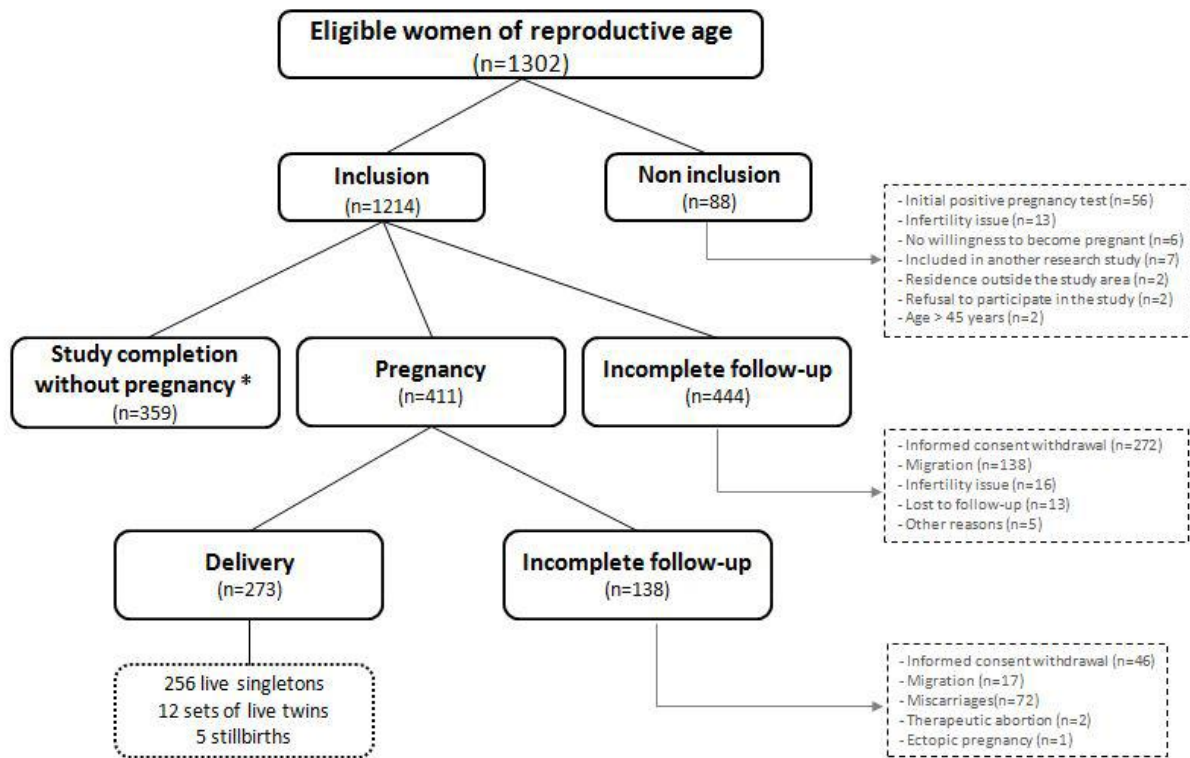 Eligible women of reproductive age
(n=1302)
Inclusion
(n=1214)
Non inclusion
(n=88)
- Initial positive pregnancy test (n=56)
- Infertility issue (n=13)
- No willingness to become pregnant (n=6)
- Included in another research study (n=7)
- Residence outside the study area (n=2)
- Refusal to participate in the study (n=2)
- Age > 45 years (n=2)
Study completion
without pregnancy *
(n=359)
Pregnancy
(n=411)
Incomplete follow-up
(n=444)
- Informed consent withdrawal (n=272)
- Migration (n=138)
- Infertility issue (n=16)
- Lost to follow-up (n=13)
- Other reasons (n=5)
Delivery
(n=273)
Incomplete follow-up
(n=138)
256 live singletons
12 sets of live twins
5 stillbirths
- Informed consent withdrawal (n=46)
- Migration (n=17)
- Miscarriages(n=72)
- Therapeutic abortion (n=2)
- Ectopic pregnancy (n=1)